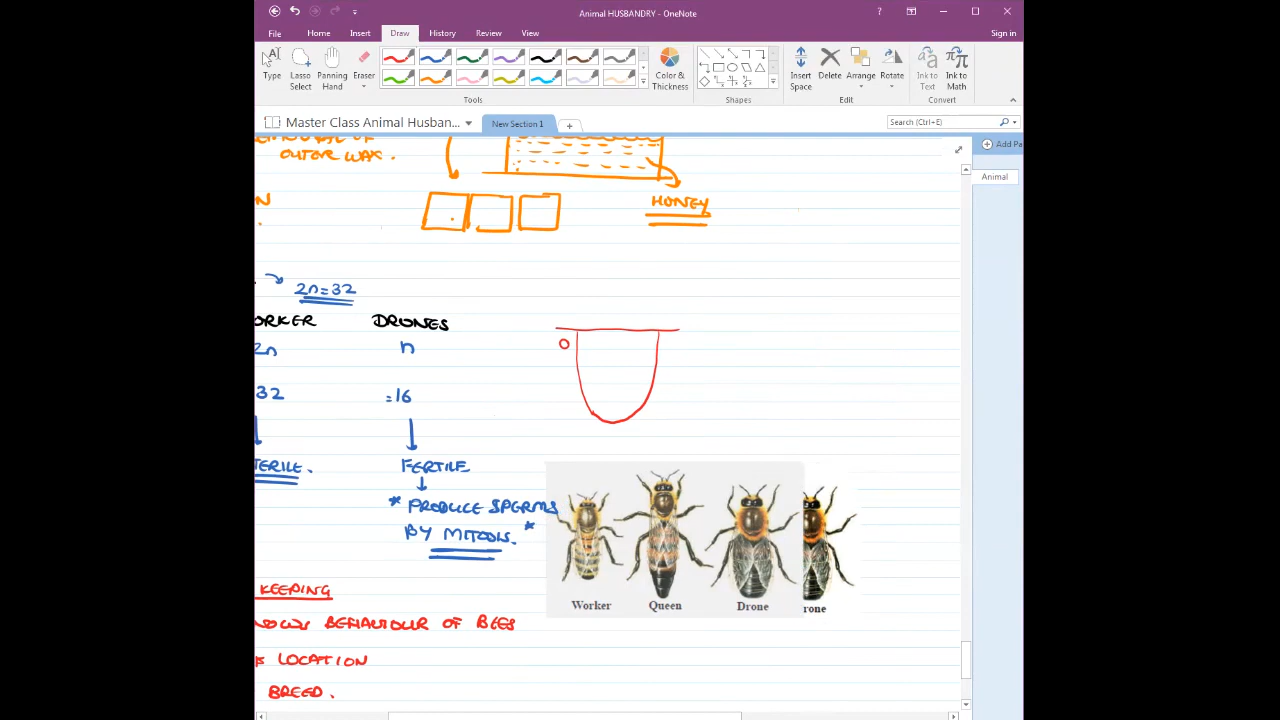 Animal HUSBANDRY - OneNote
?
File Home Insert Draw History Review View Sign in
Type
Lasso Select
Panning Hand
Eraser
Color & Thickness
Insert Space
Delete
Arrange
Rotate
Ink to Text
Ink to Math
Tools Shapes Edit Convert
Master Class Animal Husban... New Section 1 Search (Ctrl+E)
Add Pa
Animal
OUTER WAX.
HONEY
N
2n=32
ORKER DRONES
2n n
32 =16
TERILE. FERTILE
* PRODUCE SPERMS
BY MITOSIS. *
Worker Queen Drone rone
KEEPING
BEHAVIOUR OF BEES
* LOCATION
BREED.